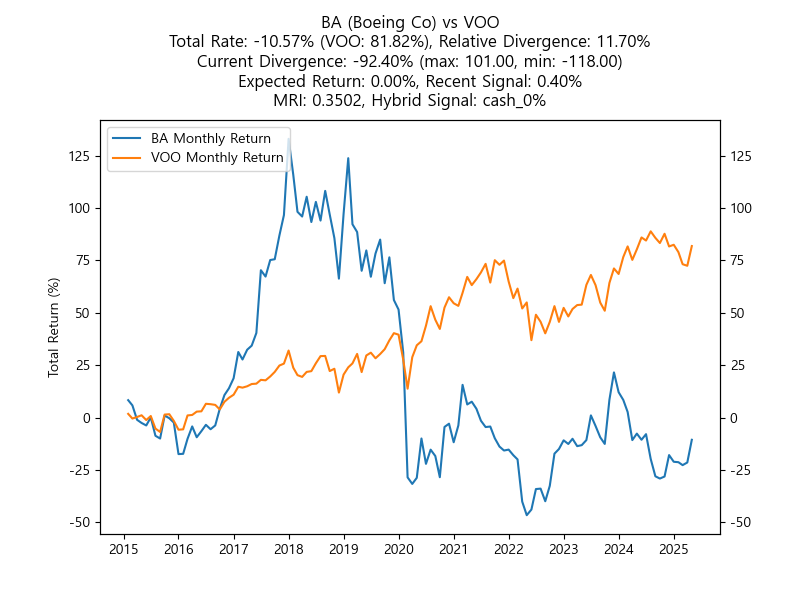 BA (Boeing Co) vs VOO
Total Rate: -10.57% (VOO: 81.82%), Relative Divergence: 11.70%
Current Divergence: -92.40% (max: 101.00, min: -118.00)
Expected Return: 0.00%, Recent Signal: 0.40%
MRI: 0.3502, Hybrid Signal: cash_0%
BA Monthly Return
VOO Monthly Return
Total Return (%)
125
100
75
50
25
0
-25
-50
125
100
75
50
25
0
-25
-50
2015 2016 2017 2018 2019 2020 2021 2022 2023 2024 2025